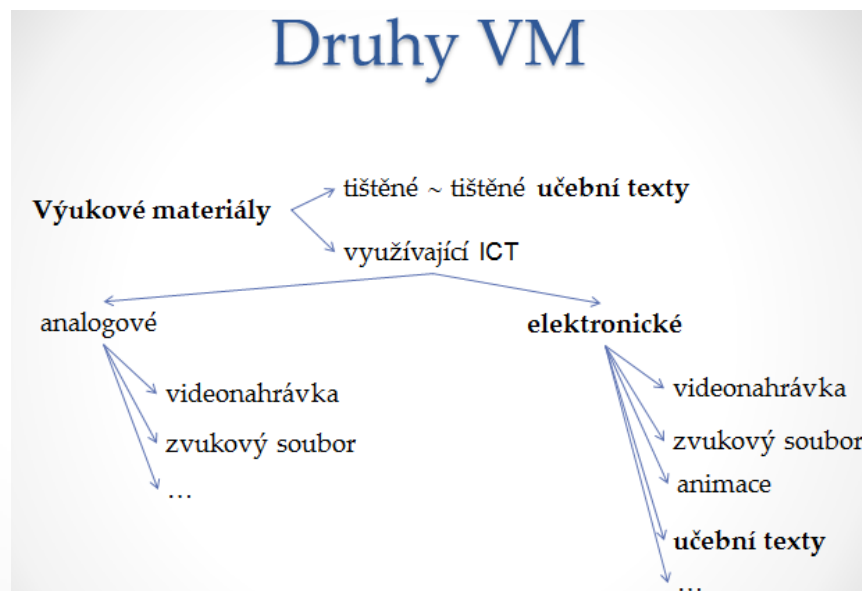 Druhy VM
tištěné ~ tištěné učební texty
Výukové materiály
využívající ICT
analogové
elektronické
videonahrávka
zvukový soubor
…
videonahrávka
zvukový soubor
animace
učební texty
…